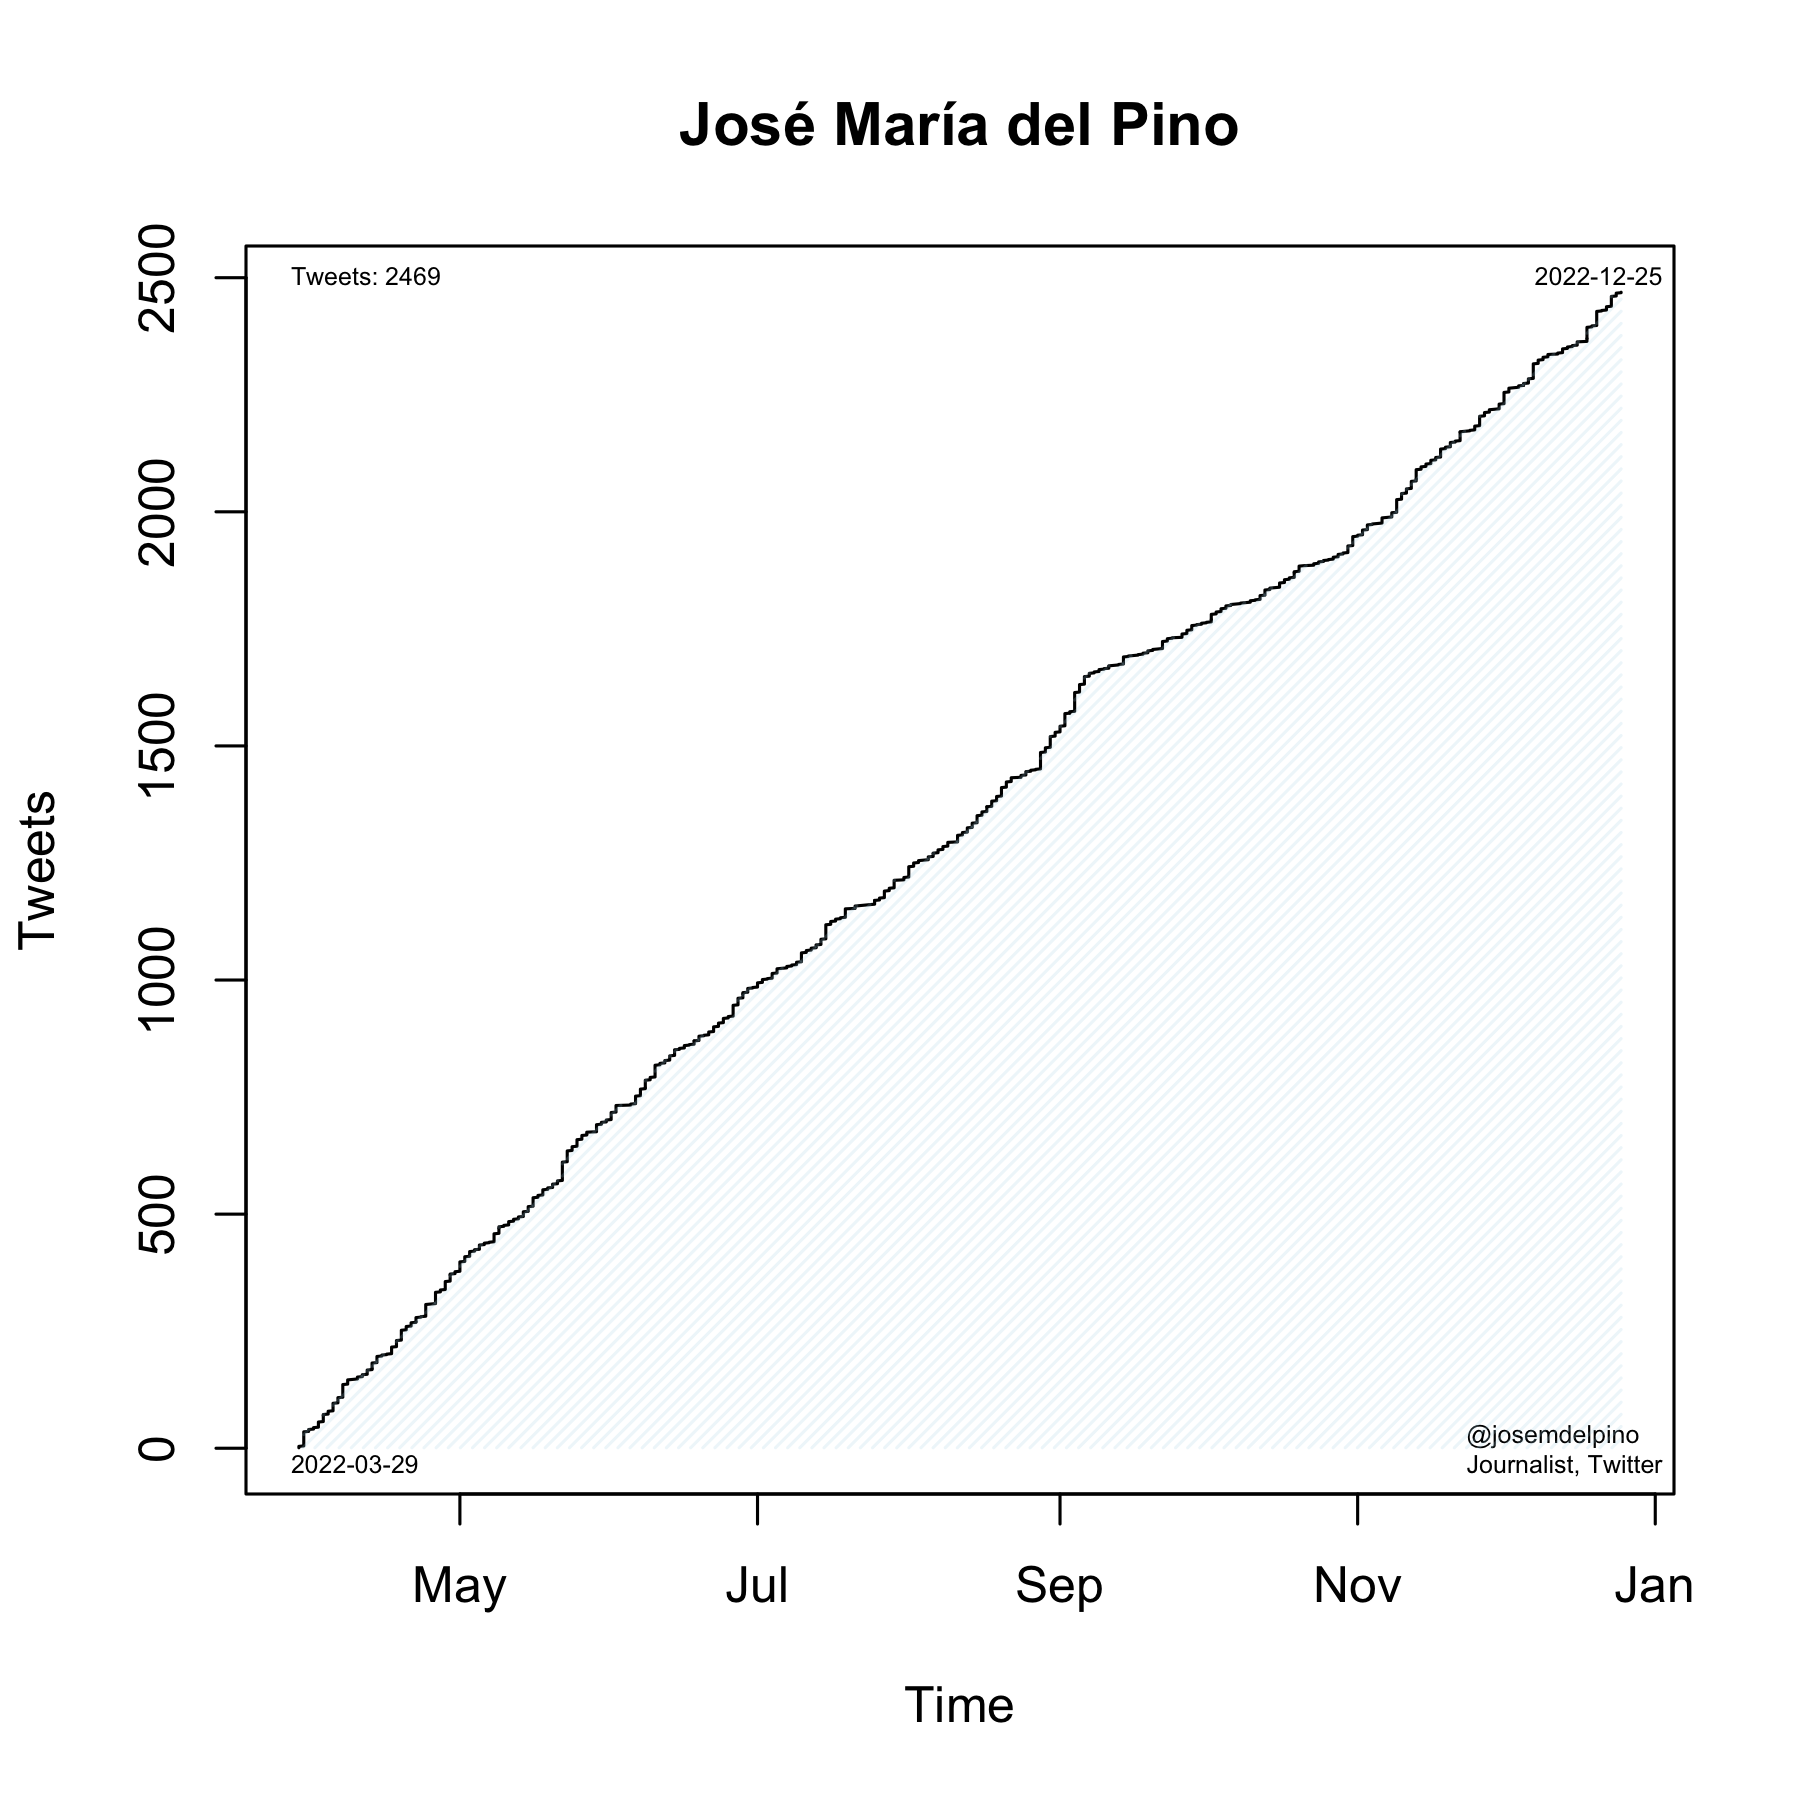 José María del Pino
Tweets: 2469
2022-12-25
2500
2000
1500
1000
500
0
Tweets
@josemdelpino
Journalist, Twitter
2022-03-29
May
Jul
Sep
Nov
Jan
Time